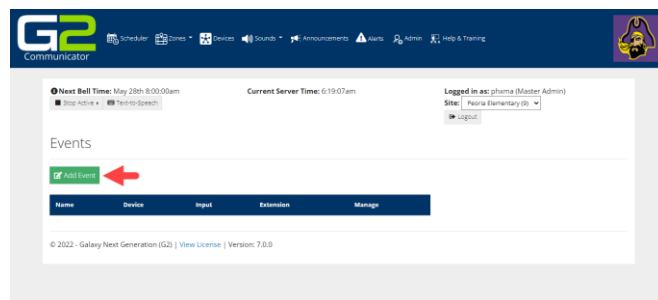 G2
Communicator
Scheduler Zones Devices Sounds Announcements Alerts Admin Help & Training
Next Bell Time: May 28th 8:00:00am Current Server Time: 6:19:07am Logged in as: phxma (Master Admin)
Stop Active Text-to-Speech Site: Peoria Elementary (9)
Logout
Events
Add Event
Name Device Input Extension Manage
© 2022 - Galaxy Next Generation (G2) | View License | Version: 7.0.0